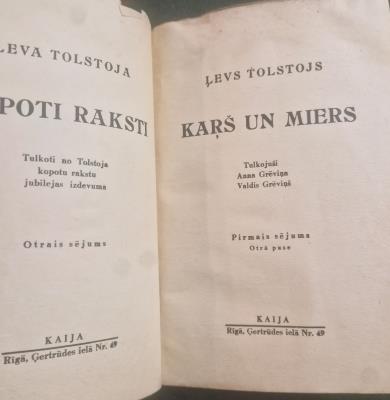 ĻEVA TOLSTOJA
POTI RAKSTI
Tulkoti no Tolstoja
kopotu rakstu
jubilejas izdevuma
Otrais sējums
KAIJA
Rīgā, Ģertrūdes ielā Nr. 49
ĻEVS TOLSTOJS
KAŖŠ UN MIERS
Tulkojuši
Anna Grēviņa
Valdis Grēviņš
Pirmais sējums
Otrā puse
KAIJA
Rīgā, Ģertrūdes ielā Nr. 49